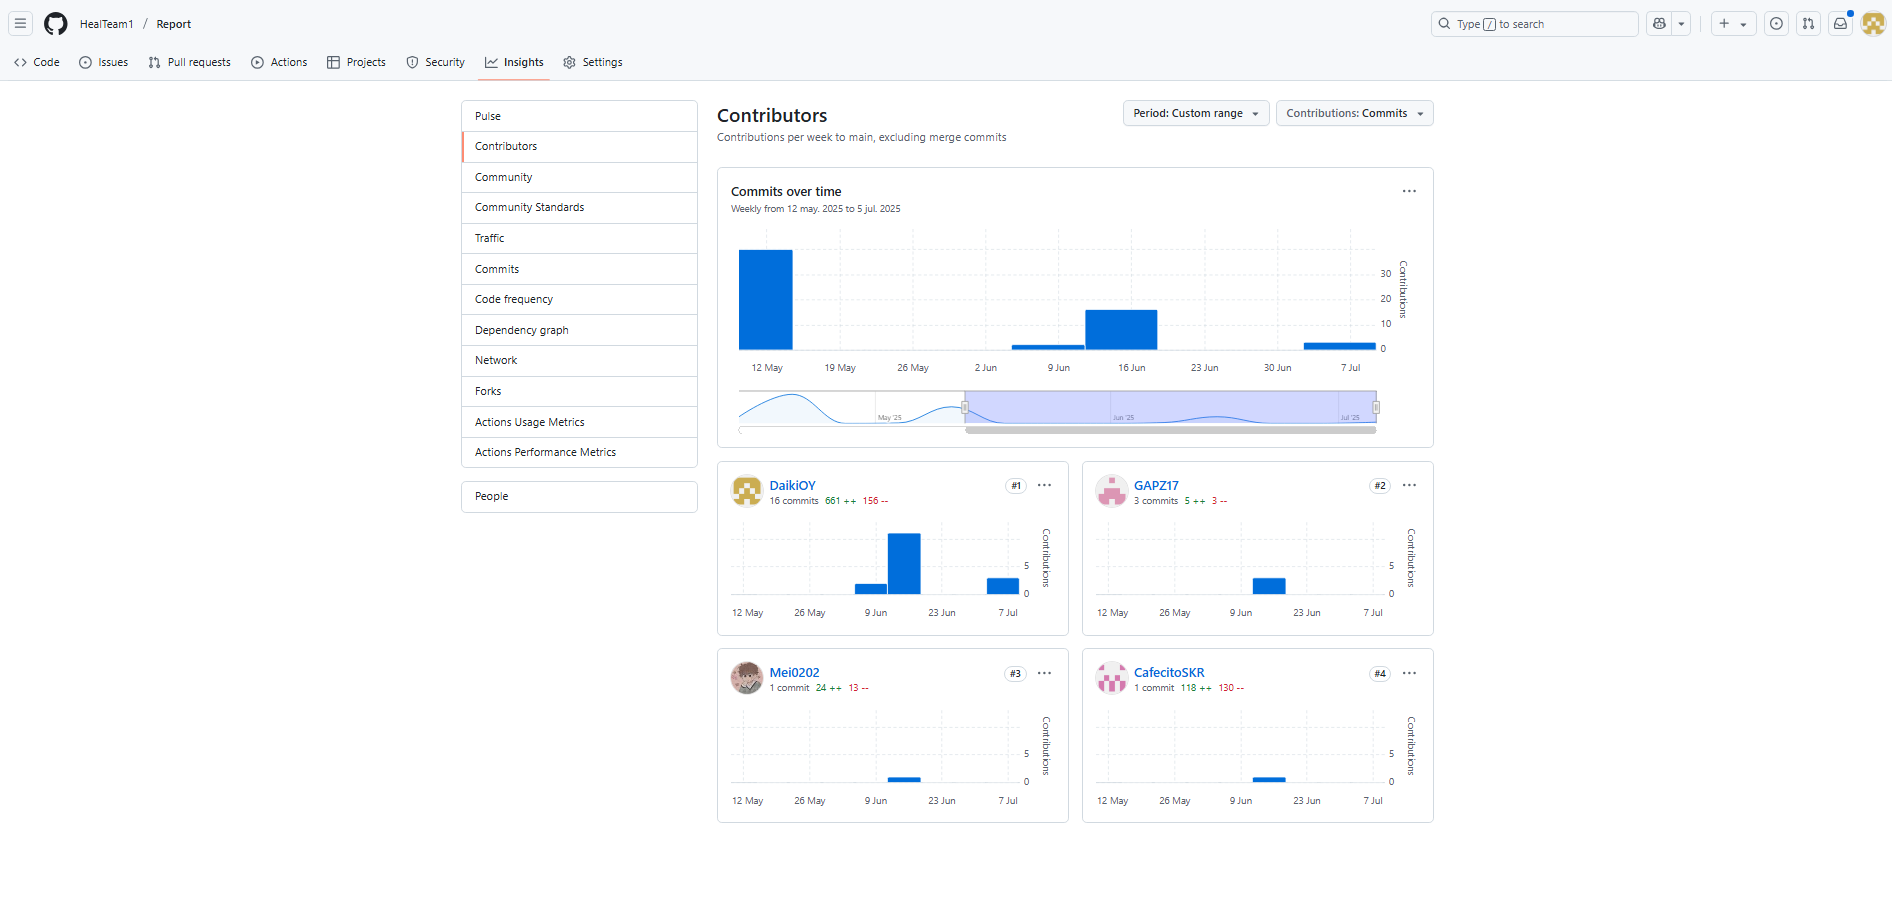 HealTeam1 / Report
Type / to search
Code
Issues
Pull requests
Actions
Projects
Security
Insights
Settings
Pulse
Contributors
Community
Community Standards
Traffic
Commits
Code frequency
Dependency graph
Network
Forks
Actions Usage Metrics
Actions Performance Metrics
People
Contributors
Contributions per week to main, excluding merge commits
Period: Custom range
Contributions: Commits
Commits over time
Weekly from 12 may. 2025 to 5 jul. 2025
30
20
10
0
Contributions
12 May 19 May 26 May 2 Jun 9 Jun 16 Jun 23 Jun 30 Jun 7 Jul
May '25 Jun '25 Jul '25
DaikiOY
#1
16 commits 661 ++ 156 --
5
0
Contributions
12 May 26 May 9 Jun 23 Jun 7 Jul
GAPZ17
#2
3 commits 5 ++ 3 --
5
0
Contributions
12 May 26 May 9 Jun 23 Jun 7 Jul
Mei0202
#3
1 commit 24 ++ 13 --
5
0
Contributions
12 May 26 May 9 Jun 23 Jun 7 Jul
CafecitoSKR
#4
1 commit 118 ++ 130 --
5
0
Contributions
12 May 26 May 9 Jun 23 Jun 7 Jul